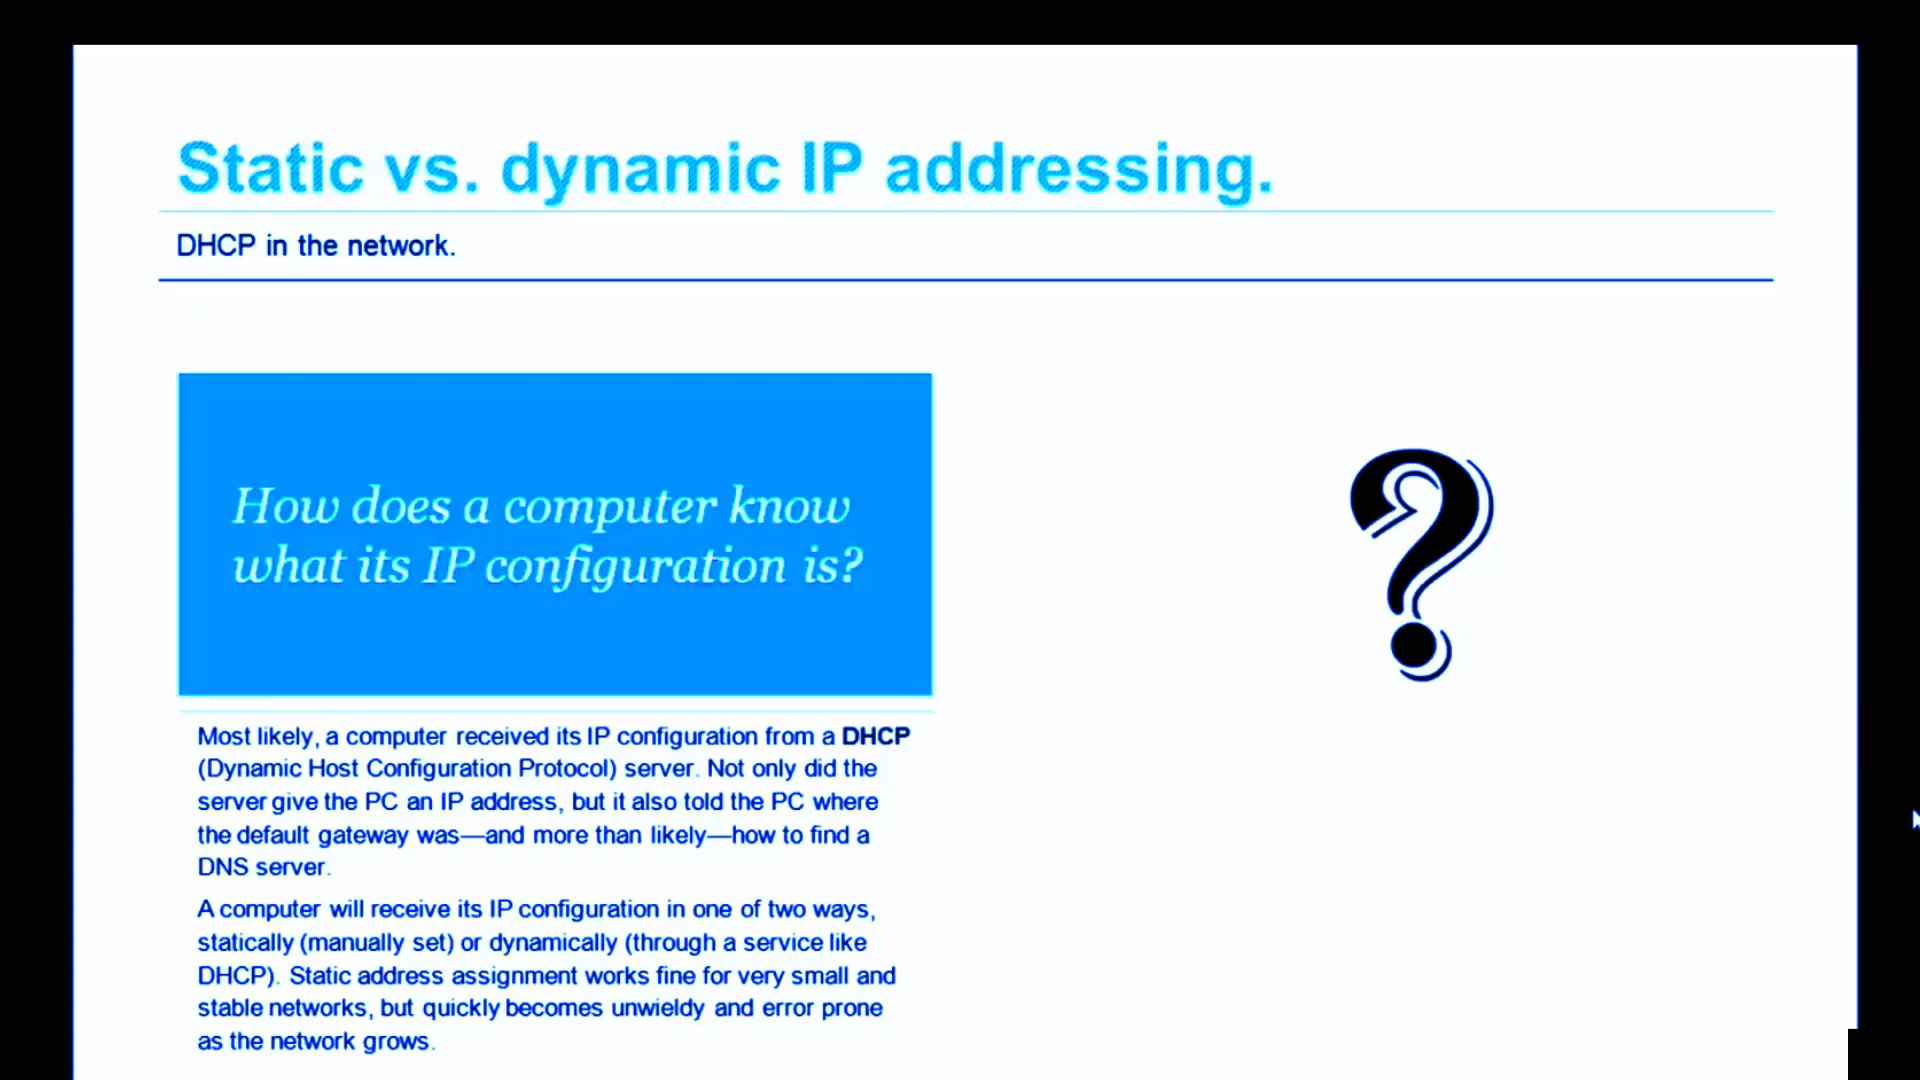 Static vs. dynamic IP addressing.
DHCP in the network.
How does a computer know
what its IP configuration is?
Most likely, a computer received its IP configuration from a DHCP
(Dynamic Host Configuration Protocol) server. Not only did the
server give the PC an IP address, but it also told the PC where
the default gateway was—and more than likely—how to find a
DNS server.
A computer will receive its IP configuration in one of two ways,
statically (manually set) or dynamically (through a service like
DHCP). Static address assignment works fine for very small and
stable networks, but quickly becomes unwieldy and error prone
as the network grows.
?